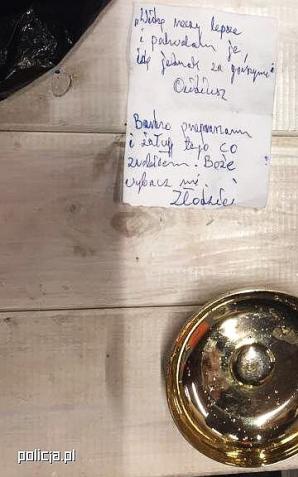 „Widzę rzeczy lepsze
i pochwalam je,
idę jednak za gorszymi"
Owidiusz
Bardzo przepraszam
i żałuję tego co
zrobiłem. Boże
wybacz mi.
Złodziej
policja.pl